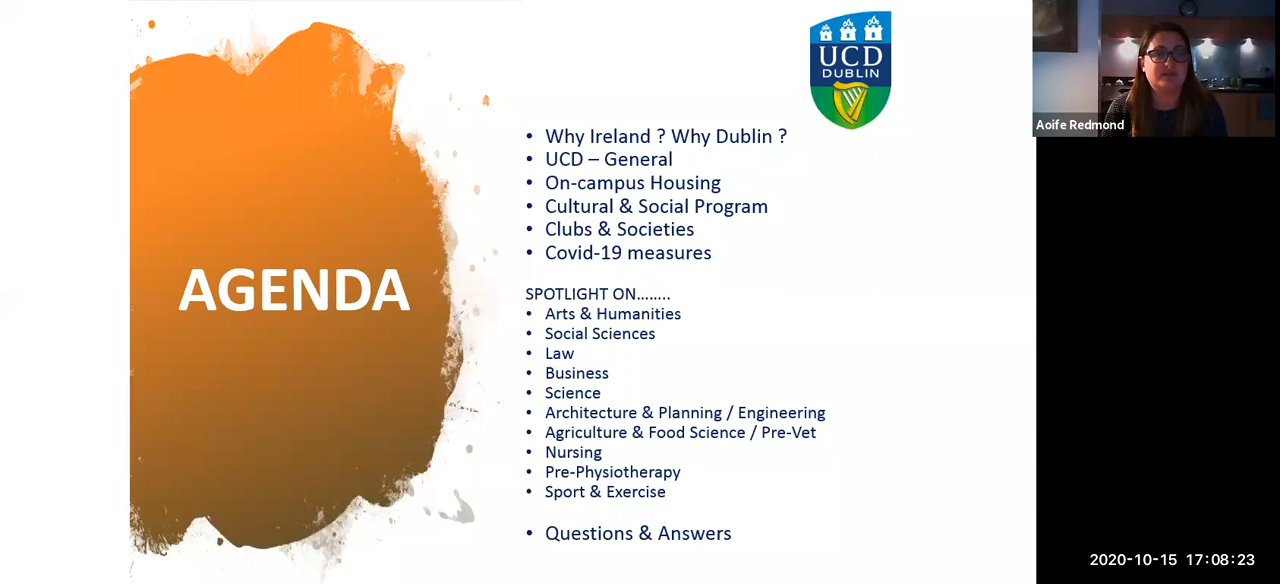 UCD
DUBLIN
Aoife Redmond
AGENDA
• Why Ireland ? Why Dublin ?
• UCD – General
• On-campus Housing
• Cultural & Social Program
• Clubs & Societies
• Covid-19 measures
SPOTLIGHT ON........
• Arts & Humanities
• Social Sciences
• Law
• Business
• Science
• Architecture & Planning / Engineering
• Agriculture & Food Science / Pre-Vet
• Nursing
• Pre-Physiotherapy
• Sport & Exercise
• Questions & Answers
2020-10-15 17:08:23